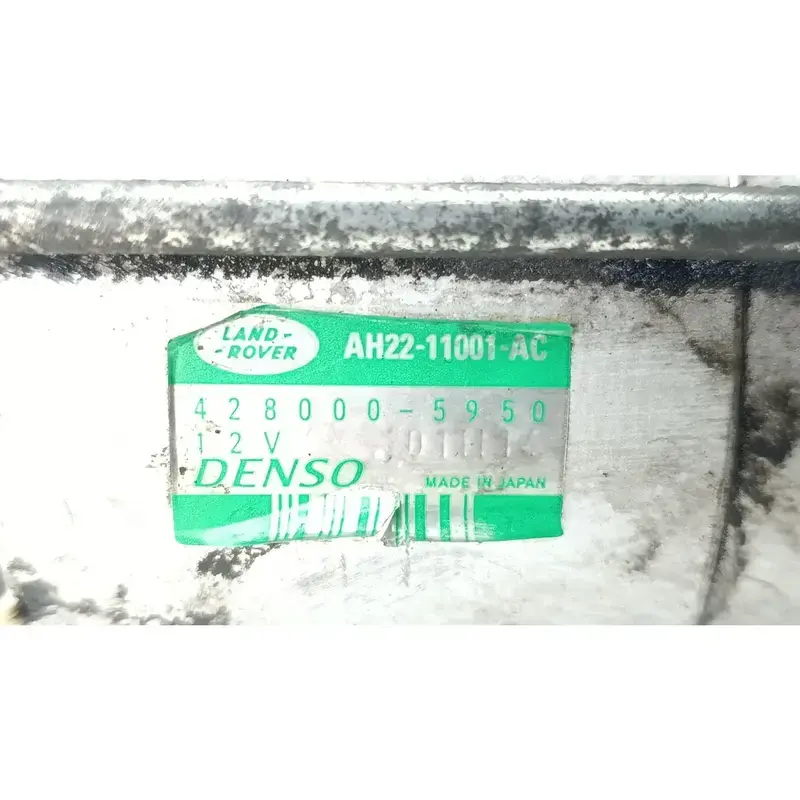 LAND-
-ROVER
AH22-11001-AC
428000-5950
12V
DENSO
MADE IN JAPAN